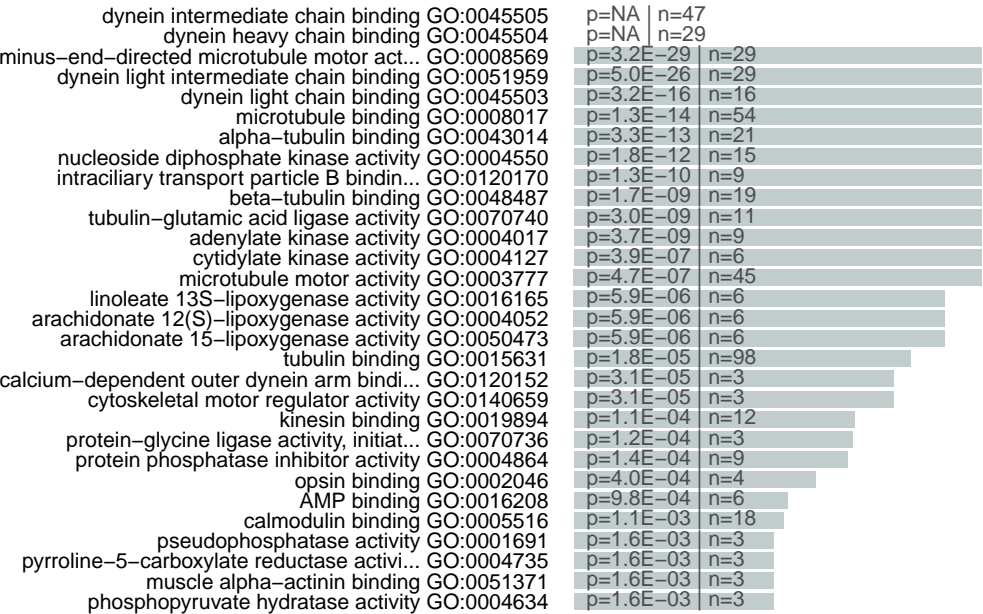 dynein intermediate chain binding GO:0045505 p=NA n=47
dynein heavy chain binding GO:0045504 p=NA n=29
minus−end−directed microtubule motor act... GO:0008569 p=3.2E−29 n=29
dynein light intermediate chain binding GO:0051959 p=5.0E−26 n=29
dynein light chain binding GO:0045503 p=3.2E−16 n=16
microtubule binding GO:0008017 p=1.3E−14 n=54
alpha−tubulin binding GO:0043014 p=3.3E−13 n=21
nucleoside diphosphate kinase activity GO:0004550 p=1.8E−12 n=15
intraciliary transport particle B bindin... GO:0120170 p=1.3E−10 n=9
beta−tubulin binding GO:0048487 p=1.7E−09 n=19
tubulin−glutamic acid ligase activity GO:0070740 p=3.0E−09 n=11
adenylate kinase activity GO:0004017 p=3.7E−09 n=9
cytidylate kinase activity GO:0004127 p=3.9E−07 n=6
microtubule motor activity GO:0003777 p=4.7E−07 n=45
linoleate 13S−lipoxygenase activity GO:0016165 p=5.9E−06 n=6
arachidonate 12(S)−lipoxygenase activity GO:0004052 p=5.9E−06 n=6
arachidonate 15−lipoxygenase activity GO:0050473 p=5.9E−06 n=6
tubulin binding GO:0015631 p=1.8E−05 n=98
calcium−dependent outer dynein arm bindi... GO:0120152 p=3.1E−05 n=3
cytoskeletal motor regulator activity GO:0140659 p=3.1E−05 n=3
kinesin binding GO:0019894 p=1.1E−04 n=12
protein−glycine ligase activity, initiat... GO:0070736 p=1.2E−04 n=3
protein phosphatase inhibitor activity GO:0004864 p=1.4E−04 n=9
opsin binding GO:0002046 p=4.0E−04 n=4
AMP binding GO:0016208 p=9.8E−04 n=6
calmodulin binding GO:0005516 p=1.1E−03 n=18
pseudophosphatase activity GO:0001691 p=1.6E−03 n=3
pyrroline−5−carboxylate reductase activi... GO:0004735 p=1.6E−03 n=3
muscle alpha−actinin binding GO:0051371 p=1.6E−03 n=3
phosphopyruvate hydratase activity GO:0004634 p=1.6E−03 n=3